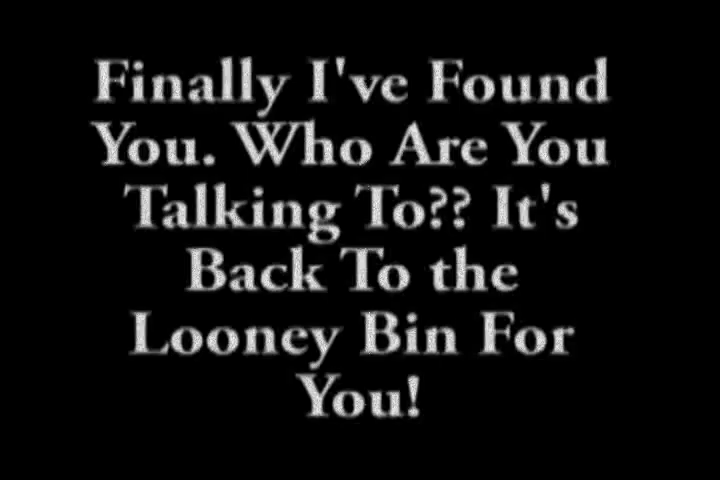 Finally I've Found
You. Who Are You
Talking To?? It's
Back To the
Looney Bin For
You!